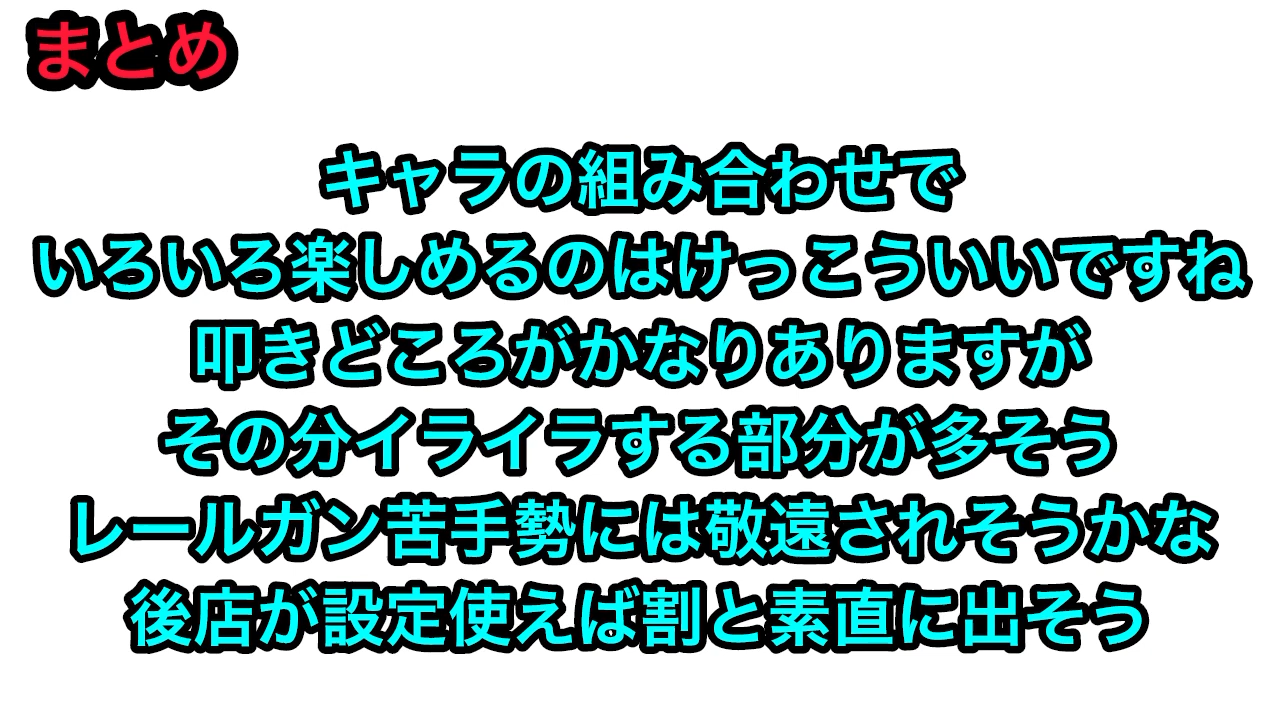 まとめ
キャラの組み合わせで
いろいろ楽しめるのはけっこういいですね
叩きどころがかなりありますが
その分イライラする部分が多そう
レールガン苦手勢には敬遠されそうかな
後店が設定使えば割と素直に出そう